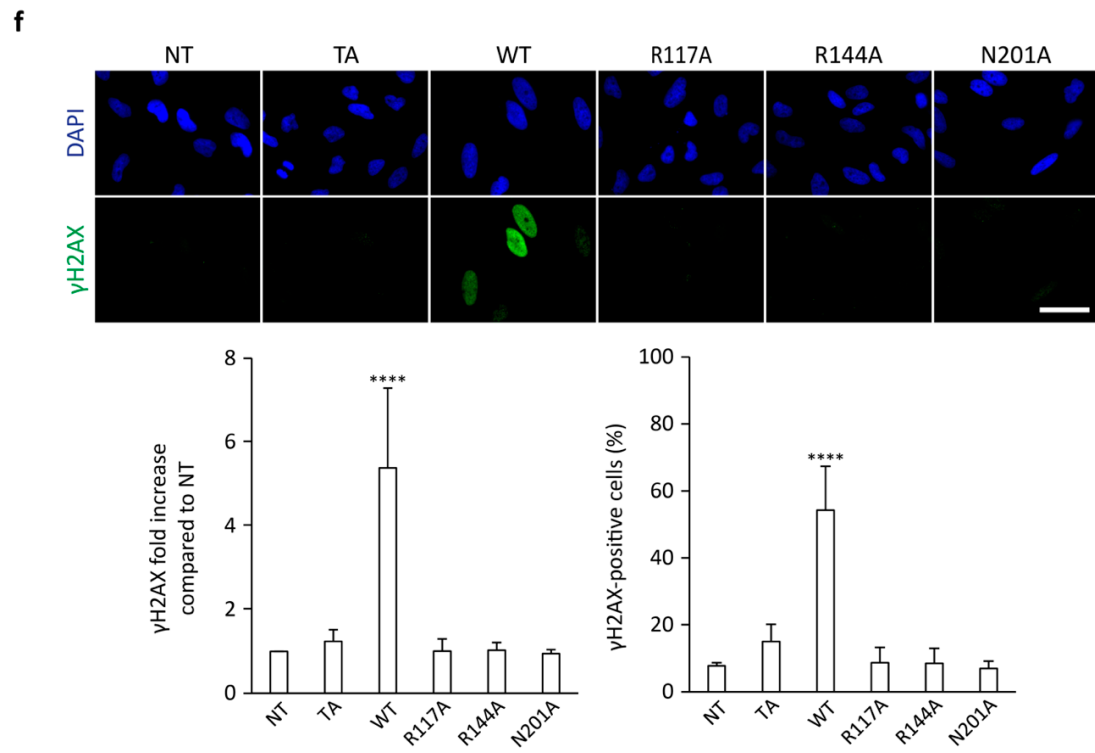 f
NT TA WT R117A R144A N201A
DAPI
γH2AX
γH2AX fold increase
compared to NT
8
6
4
2
0
****
NT TA WT R117A R144A N201A
γH2AX-positive cells (%)
100
80
60
40
20
0
****
NT TA WT R117A R144A N201A